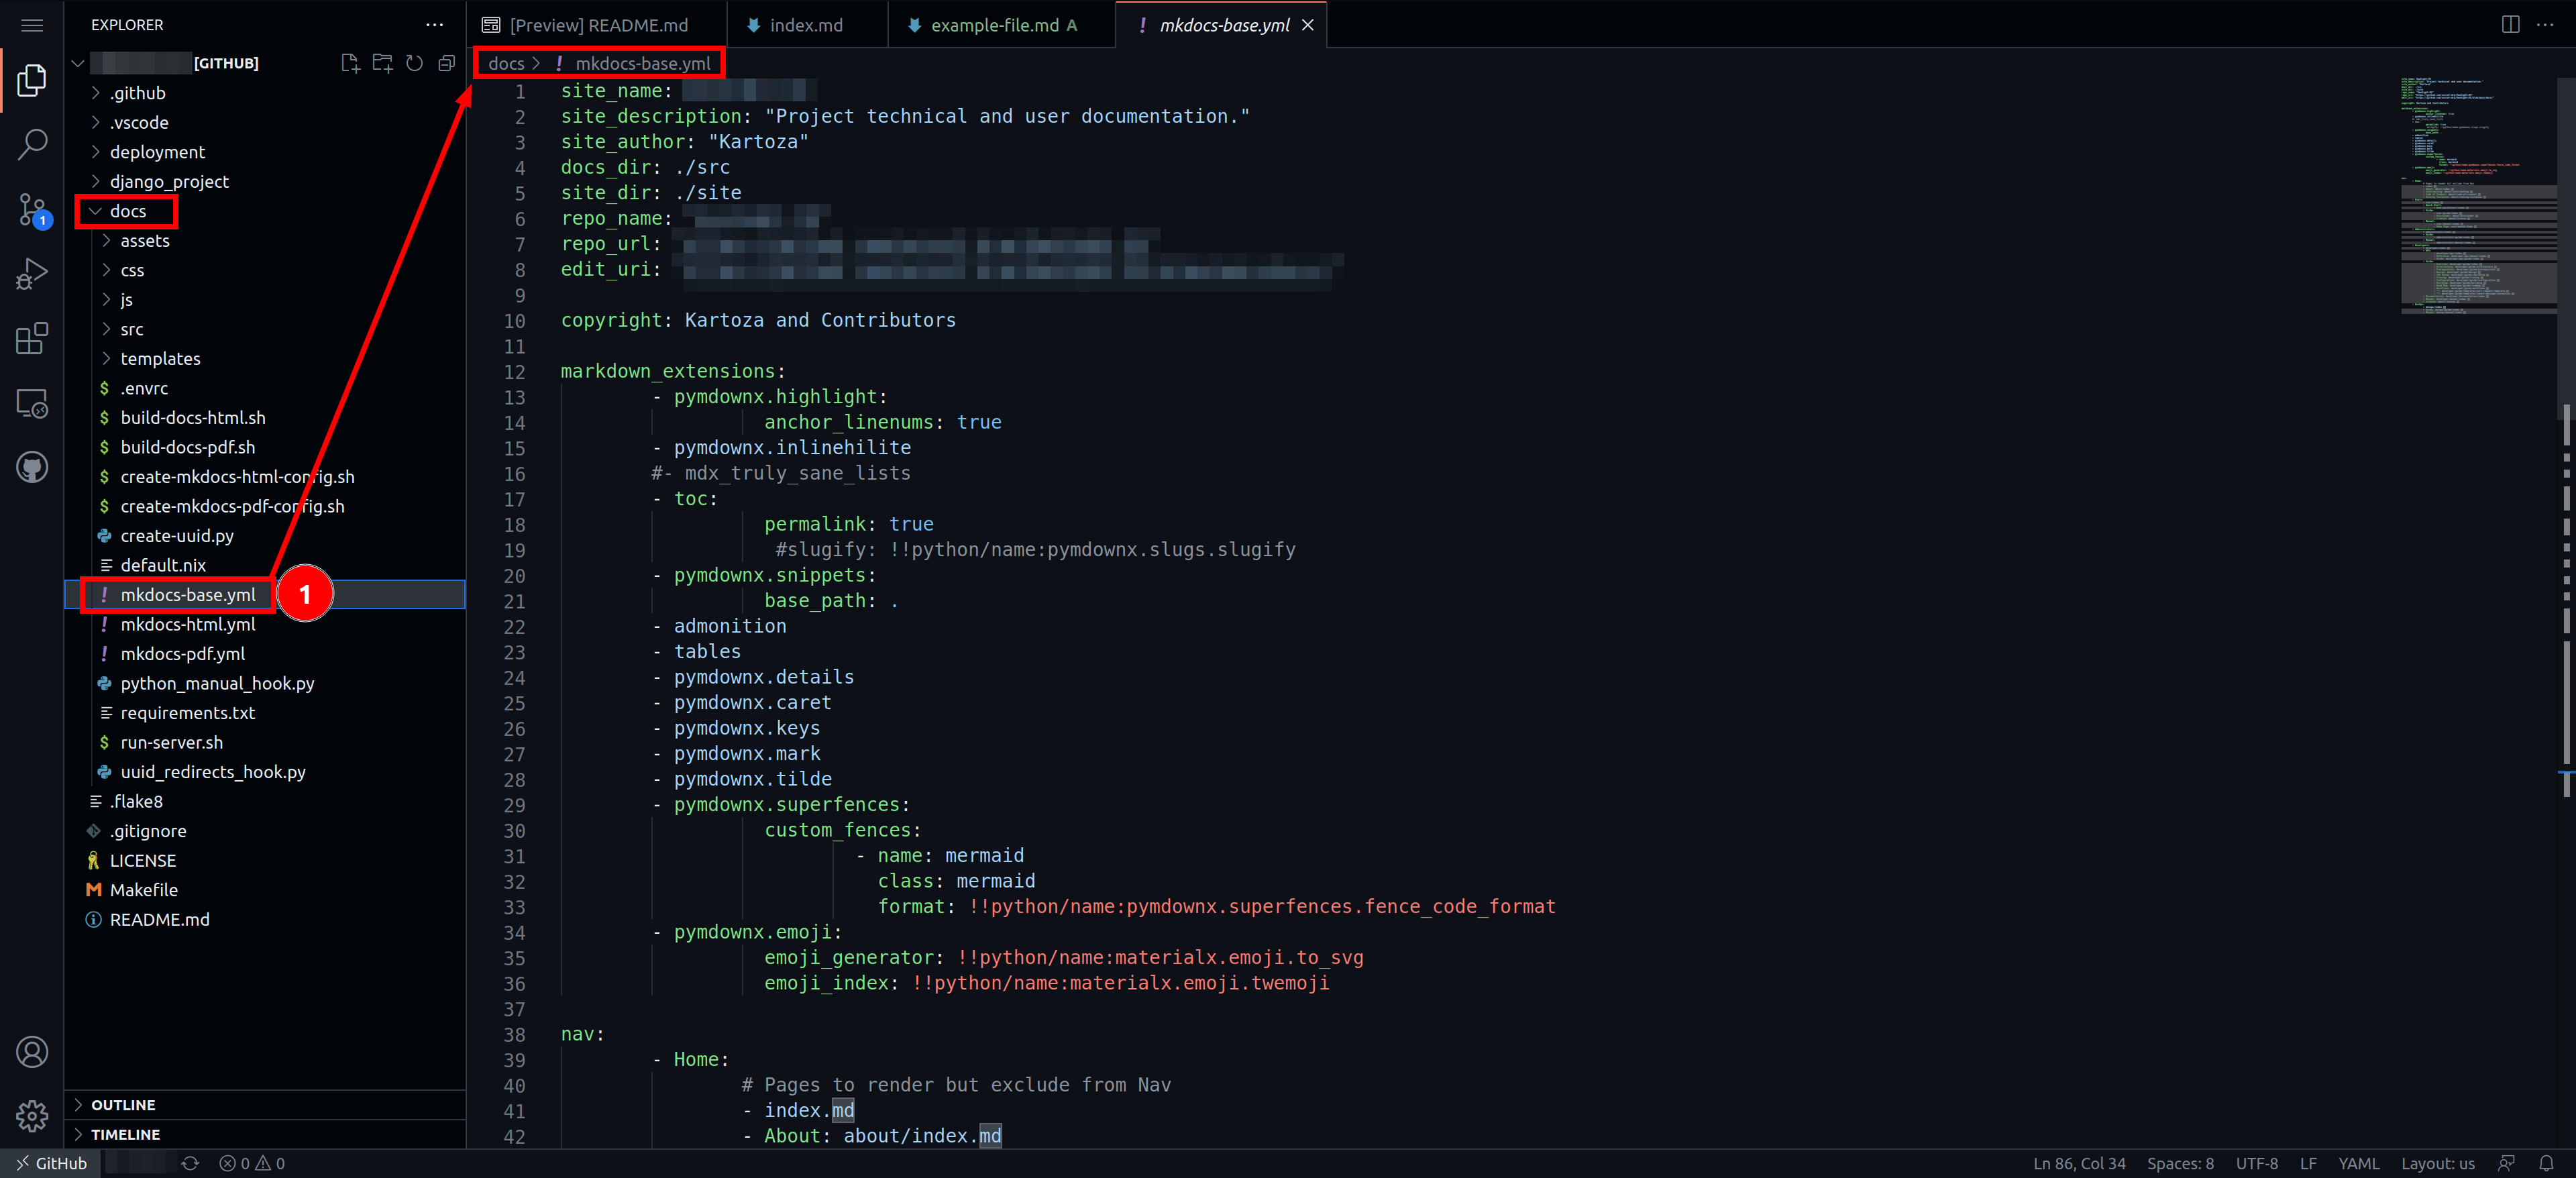 EXPLORER
[GITHUB]
.github
.vscode
deployment
django_project
docs
assets
css
js
src
templates
.envrc
build-docs-html.sh
build-docs-pdf.sh
create-mkdocs-html-config.sh
create-mkdocs-pdf-config.sh
create-uuid.py
default.nix
mkdocs-base.yml
1
mkdocs-html.yml
mkdocs-pdf.yml
python_manual_hook.py
requirements.txt
run-server.sh
uuid_redirects_hook.py
.flake8
.gitignore
LICENSE
Makefile
README.md
OUTLINE
TIMELINE
[Preview] README.md
index.md
example-file.md A
mkdocs-base.yml
docs > ! mkdocs-base.yml
1 site_name:
2 site_description: "Project technical and user documentation."
3 site_author: "Kartoza"
4 docs_dir: ./src
5 site_dir: ./site
6 repo_name:
7 repo_url:
8 edit_uri:
9
10 copyright: Kartoza and Contributors
11
12 markdown_extensions:
13 - pymdownx.highlight:
14 anchor_linenums: true
15 - pymdownx.inlinehilite
16 #- mdx_truly_sane_lists
17 - toc:
18 permalink: true
19 #slugify: !!python/name:pymdownx.slugs.slugify
20 - pymdownx.snippets:
21 base_path: .
22 - admonition
23 - tables
24 - pymdownx.details
25 - pymdownx.caret
26 - pymdownx.keys
27 - pymdownx.mark
28 - pymdownx.tilde
29 - pymdownx.superfences:
30 custom_fences:
31 - name: mermaid
32 class: mermaid
33 format: !!python/name:pymdownx.superfences.fence_code_format
34 - pymdownx.emoji:
35 emoji_generator: !!python/name:materialx.emoji.to_svg
36 emoji_index: !!python/name:materialx.emoji.twemoji
37
38 nav:
39 - Home:
40 # Pages to render but exclude from Nav
41 - index.md
42 - About: about/index.md
1
GitHub
0 0
Ln 86, Col 34
Spaces: 8
UTF-8
LF
YAML
Layout: us